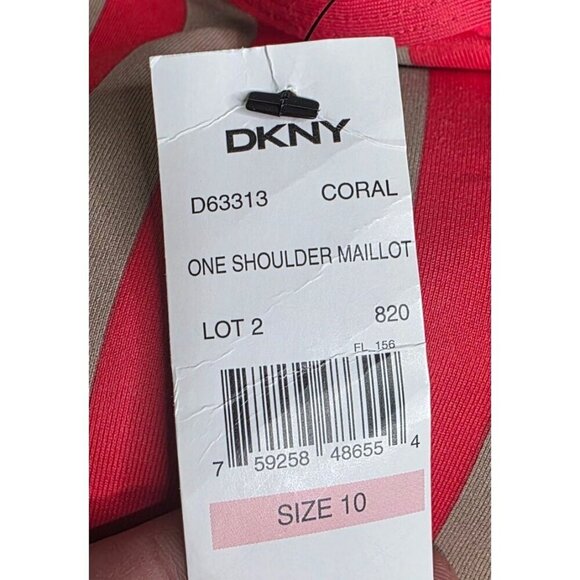 DKNY
D63313 CORAL
ONE SHOULDER MAILLOT
LOT 2 820
FL 156
7 59258 48655 4
SIZE 10